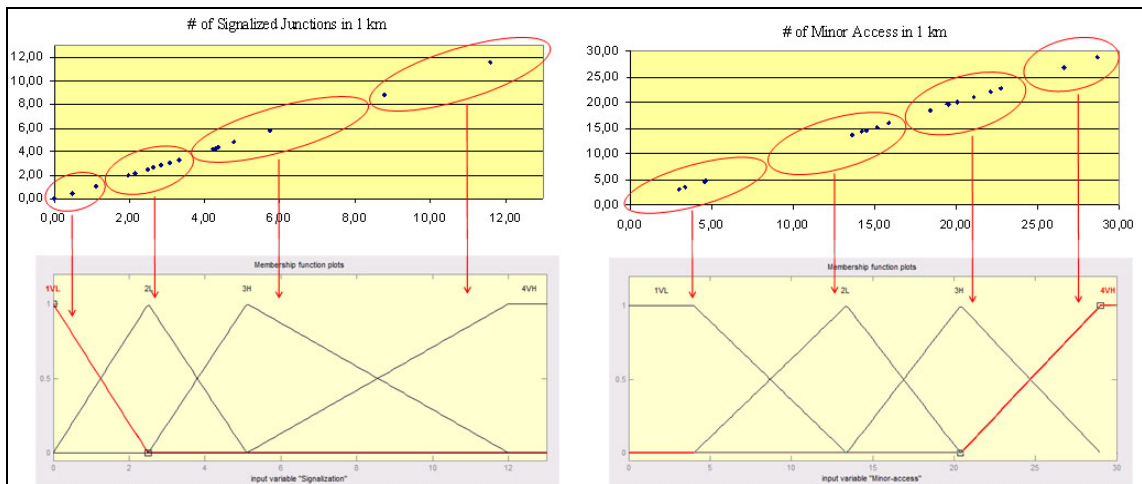 # of Signalized Junctions in 1 km
12,00
10,00
8,00
6,00
4,00
2,00
0,00
0,00 2,00 4,00 6,00 8,00 10,00 12,00
# of Minor Access in 1 km
30,00
25,00
20,00
15,00
10,00
5,00
0,00
0,00 5,00 10,00 15,00 20,00 25,00 30,00
Membership function plots
1VL 2L 3H 4VH
1
0.5
0
0 2 4 6 8 10 12
input variable "Signalization"
Membership function plots
1VL 2L 3H 4VH
1
0.5
0
0 5 10 15 20 25 30
input variable "Minor-access"